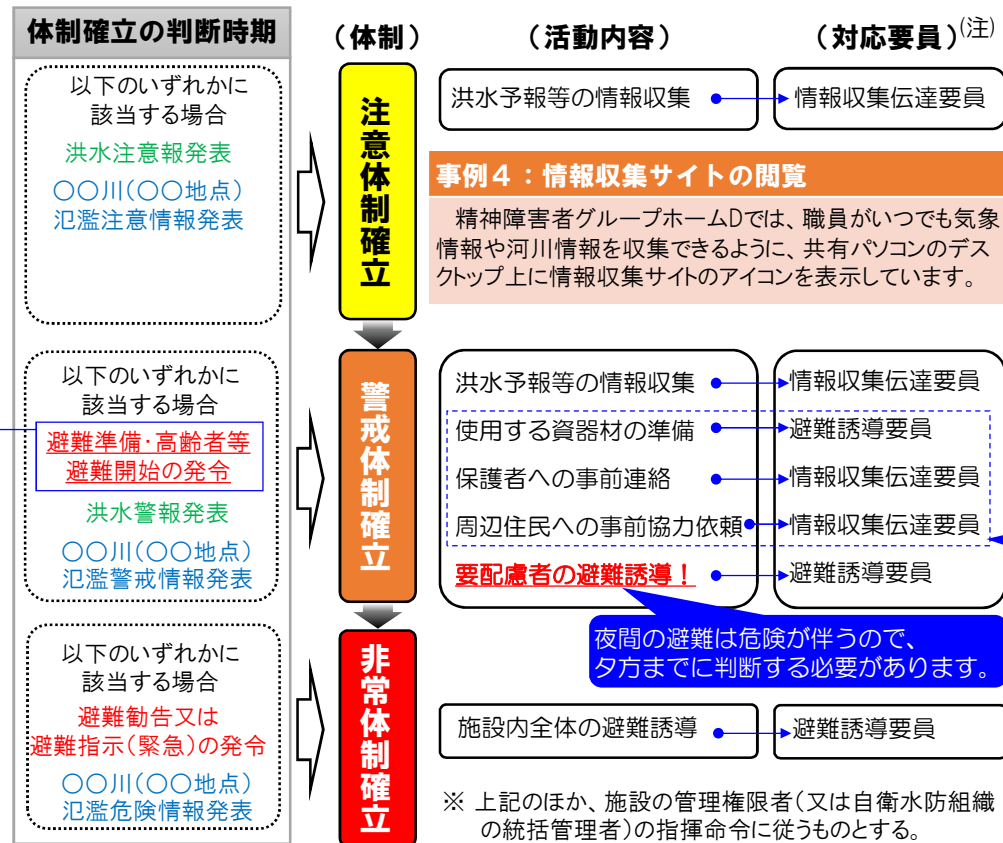 体制確立の判断時期
（体制）
（活動内容）
（対応要員）(注)
以下のいずれかに
該当する場合
洪水注意報発表
〇〇川(〇〇地点)
氾濫注意情報発表
注意体制確立
洪水予報等の情報収集
情報収集伝達要員
事例４：情報収集サイトの閲覧
精神障害者グループホームDでは、職員がいつでも気象
情報や河川情報を収集できるように、共有パソコンのデス
クトップ上に情報収集サイトのアイコンを表示しています。
以下のいずれかに
該当する場合
避難準備･高齢者等
避難開始の発令
洪水警報発表
〇〇川(〇〇地点)
氾濫警戒情報発表
警戒体制確立
洪水予報等の情報収集
情報収集伝達要員
使用する資器材の準備
避難誘導要員
保護者への事前連絡
情報収集伝達要員
周辺住民への事前協力依頼
情報収集伝達要員
要配慮者の避難誘導！
避難誘導要員
夜間の避難は危険が伴うので、
夕方までに判断する必要があります。
以下のいずれかに
該当する場合
避難勧告又は
避難指示(緊急)の発令
〇〇川(〇〇地点)
氾濫危険情報発表
非常体制確立
施設内全体の避難誘導
避難誘導要員
※ 上記のほか、施設の管理権限者(又は自衛水防組織
の統括管理者)の指揮命令に従うものとする。